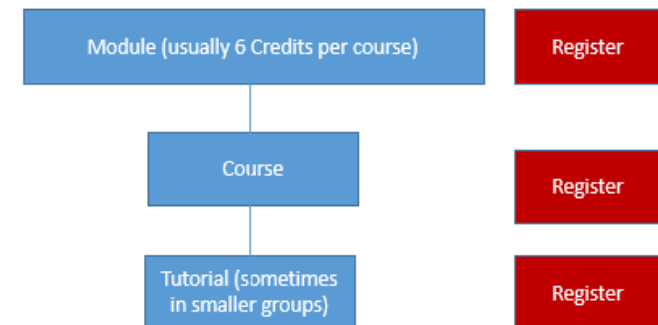 Module (usually 6 Credits per course)
Register
Course
Register
Tutorial (sometimes
in smaller groups)
Register